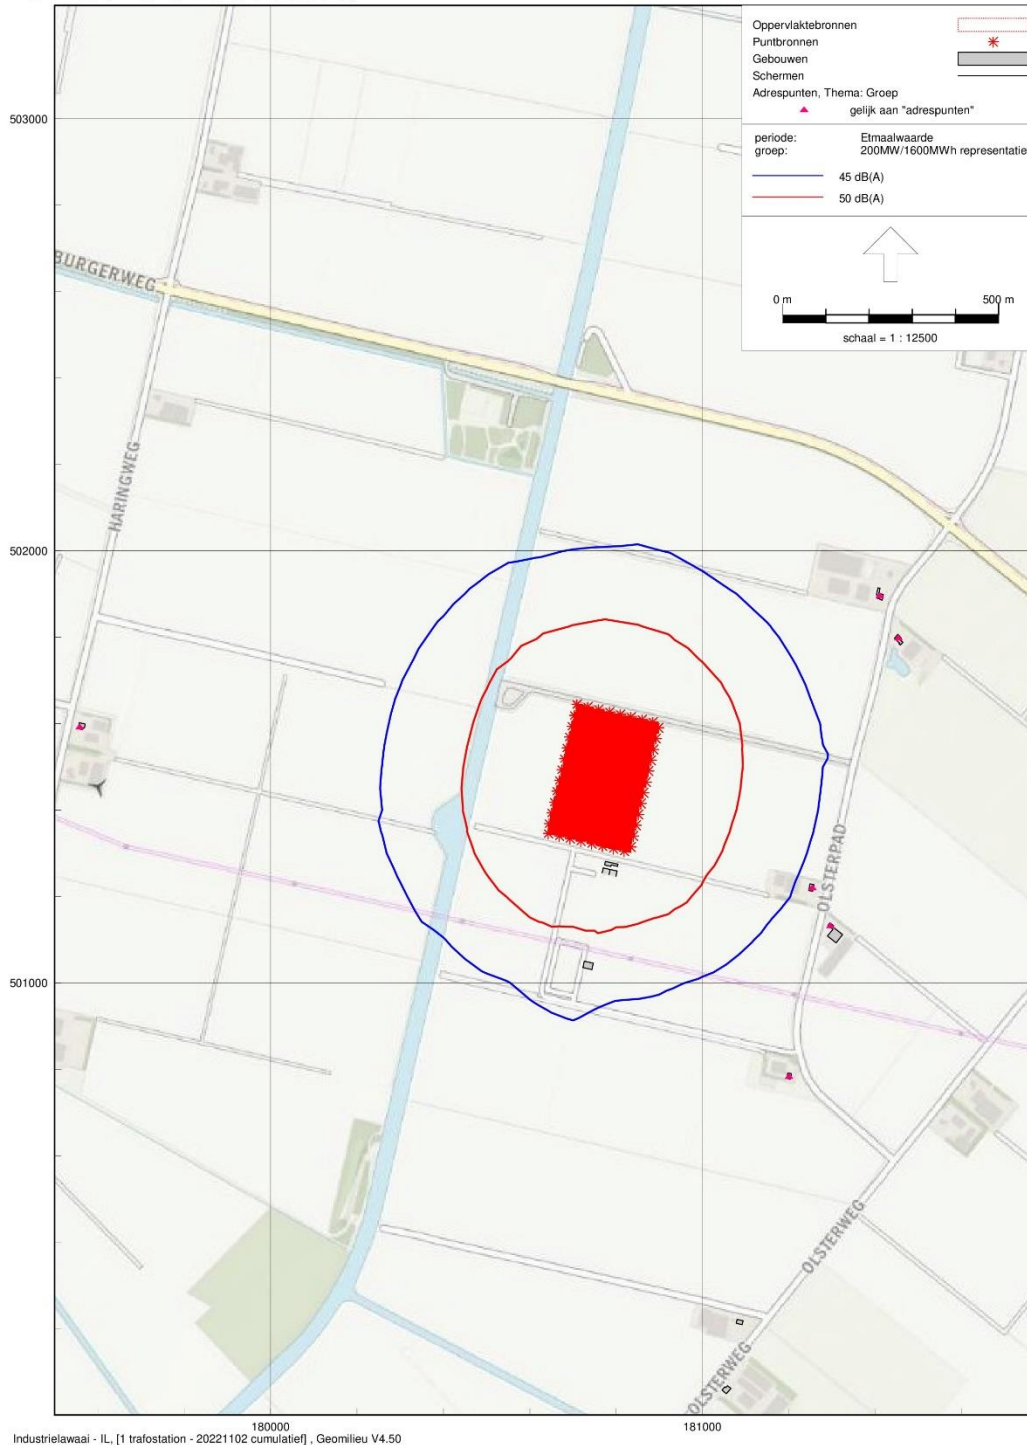 Oppervlaktebronnen
Puntbronnen
Gebouwen
Schermen
Adrespunten, Thema: Groep
gelijk aan "adrespunten"
periode: Etmaalwaarde
groep: 200MW/1600MWh representatie
45 dB(A)
50 dB(A)
0 m 500 m
schaal = 1 : 12500
503000
BURGERWEG
HARINGWEG
502000
OLSTERPAD
501000
OLSTERWEG
OLSTERWEG
180000 181000
Industrielawaai - IL, [1 trafostation - 20221102 cumulatief] , Geomilieu V4.50